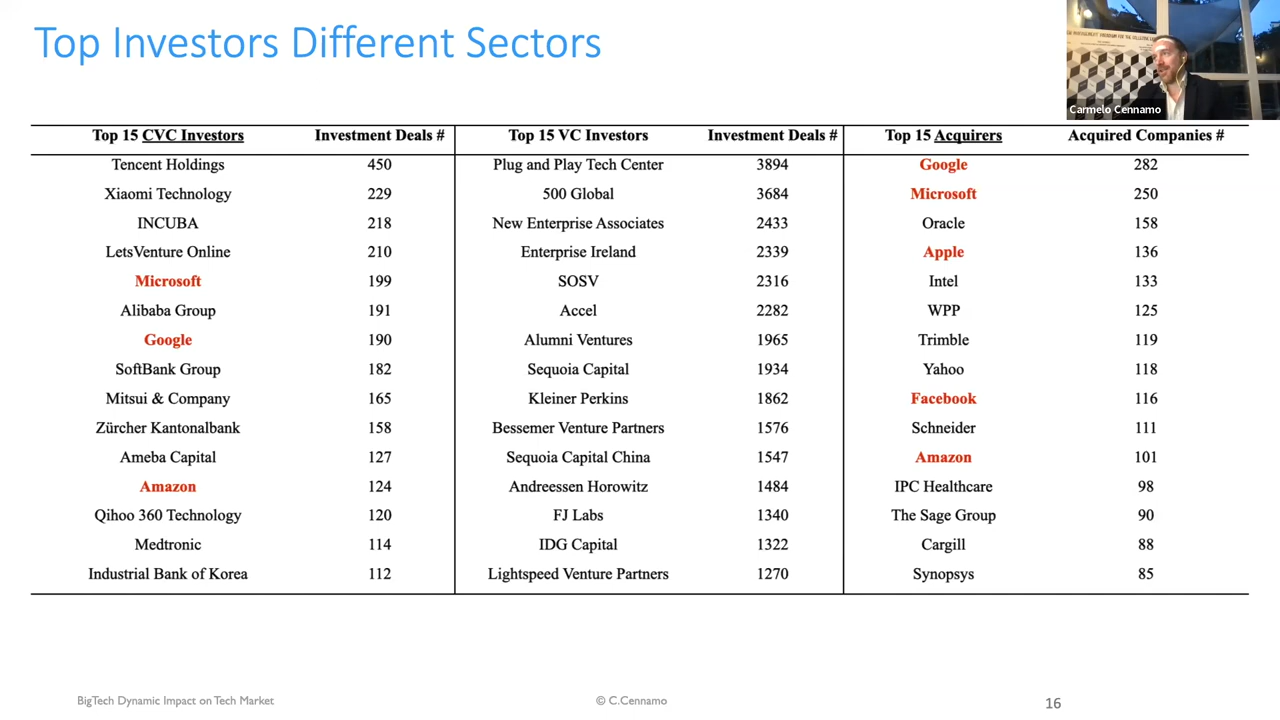 Top Investors Different Sectors
Carmelo Cennamo
Top 15 CVC Investors Investment Deals # Top 15 VC Investors Investment Deals # Top 15 Acquirers Acquired Companies #
Tencent Holdings 450 Plug and Play Tech Center 3894 Google 282
Xiaomi Technology 229 500 Global 3684 Microsoft 250
INCUBA 218 New Enterprise Associates 2433 Oracle 158
LetsVenture Online 210 Enterprise Ireland 2339 Apple 136
Microsoft 199 SOSV 2316 Intel 133
Alibaba Group 191 Accel 2282 WPP 125
Google 190 Alumni Ventures 1965 Trimble 119
SoftBank Group 182 Sequoia Capital 1934 Yahoo 118
Mitsui & Company 165 Kleiner Perkins 1862 Facebook 116
Zürcher Kantonalbank 158 Bessemer Venture Partners 1576 Schneider 111
Ameba Capital 127 Sequoia Capital China 1547 Amazon 101
Amazon 124 Andreessen Horowitz 1484 IPC Healthcare 98
Qihoo 360 Technology 120 FJ Labs 1340 The Sage Group 90
Medtronic 114 IDG Capital 1322 Cargill 88
Industrial Bank of Korea 112 Lightspeed Venture Partners 1270 Synopsys 85
BigTech Dynamic Impact on Tech Market © C.Cennamo 16